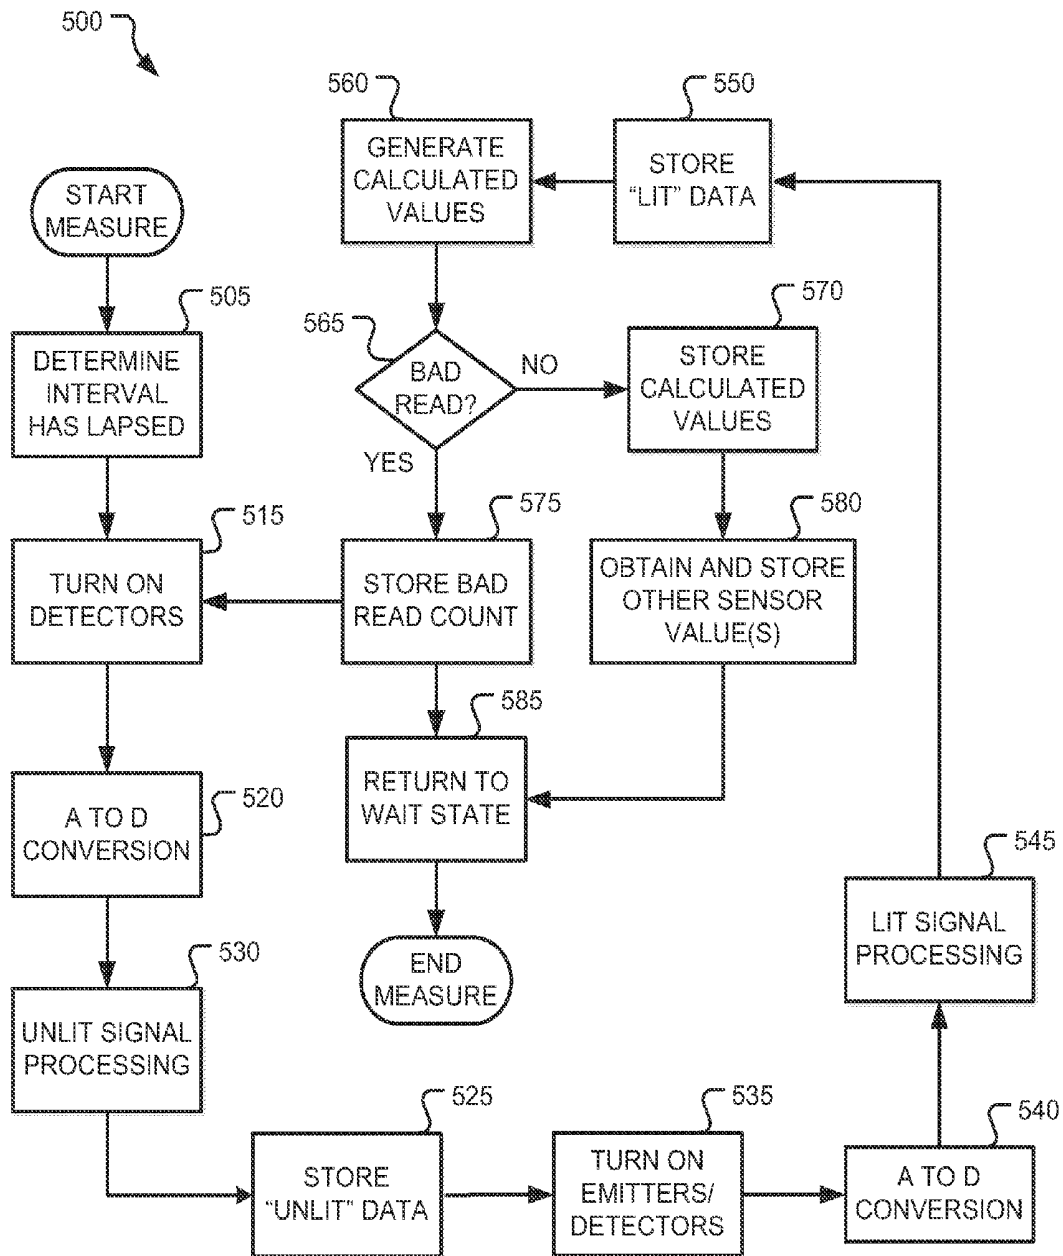 500
START
MEASURE
505
DETERMINE
INTERVAL
HAS LAPSED
515
TURN ON
DETECTORS
520
A TO D
CONVERSION
530
UNLIT SIGNAL
PROCESSING
525
STORE
“UNLIT” DATA
535
TURN ON
EMITTERS/
DETECTORS
540
A TO D
CONVERSION
545
LIT SIGNAL
PROCESSING
550
STORE
“LIT” DATA
560
GENERATE
CALCULATED
VALUES
565
BAD
READ?
NO
YES
570
STORE
CALCULATED
VALUES
575
STORE BAD
READ COUNT
580
OBTAIN AND STORE
OTHER SENSOR
VALUE(S)
585
RETURN TO
WAIT STATE
END
MEASURE